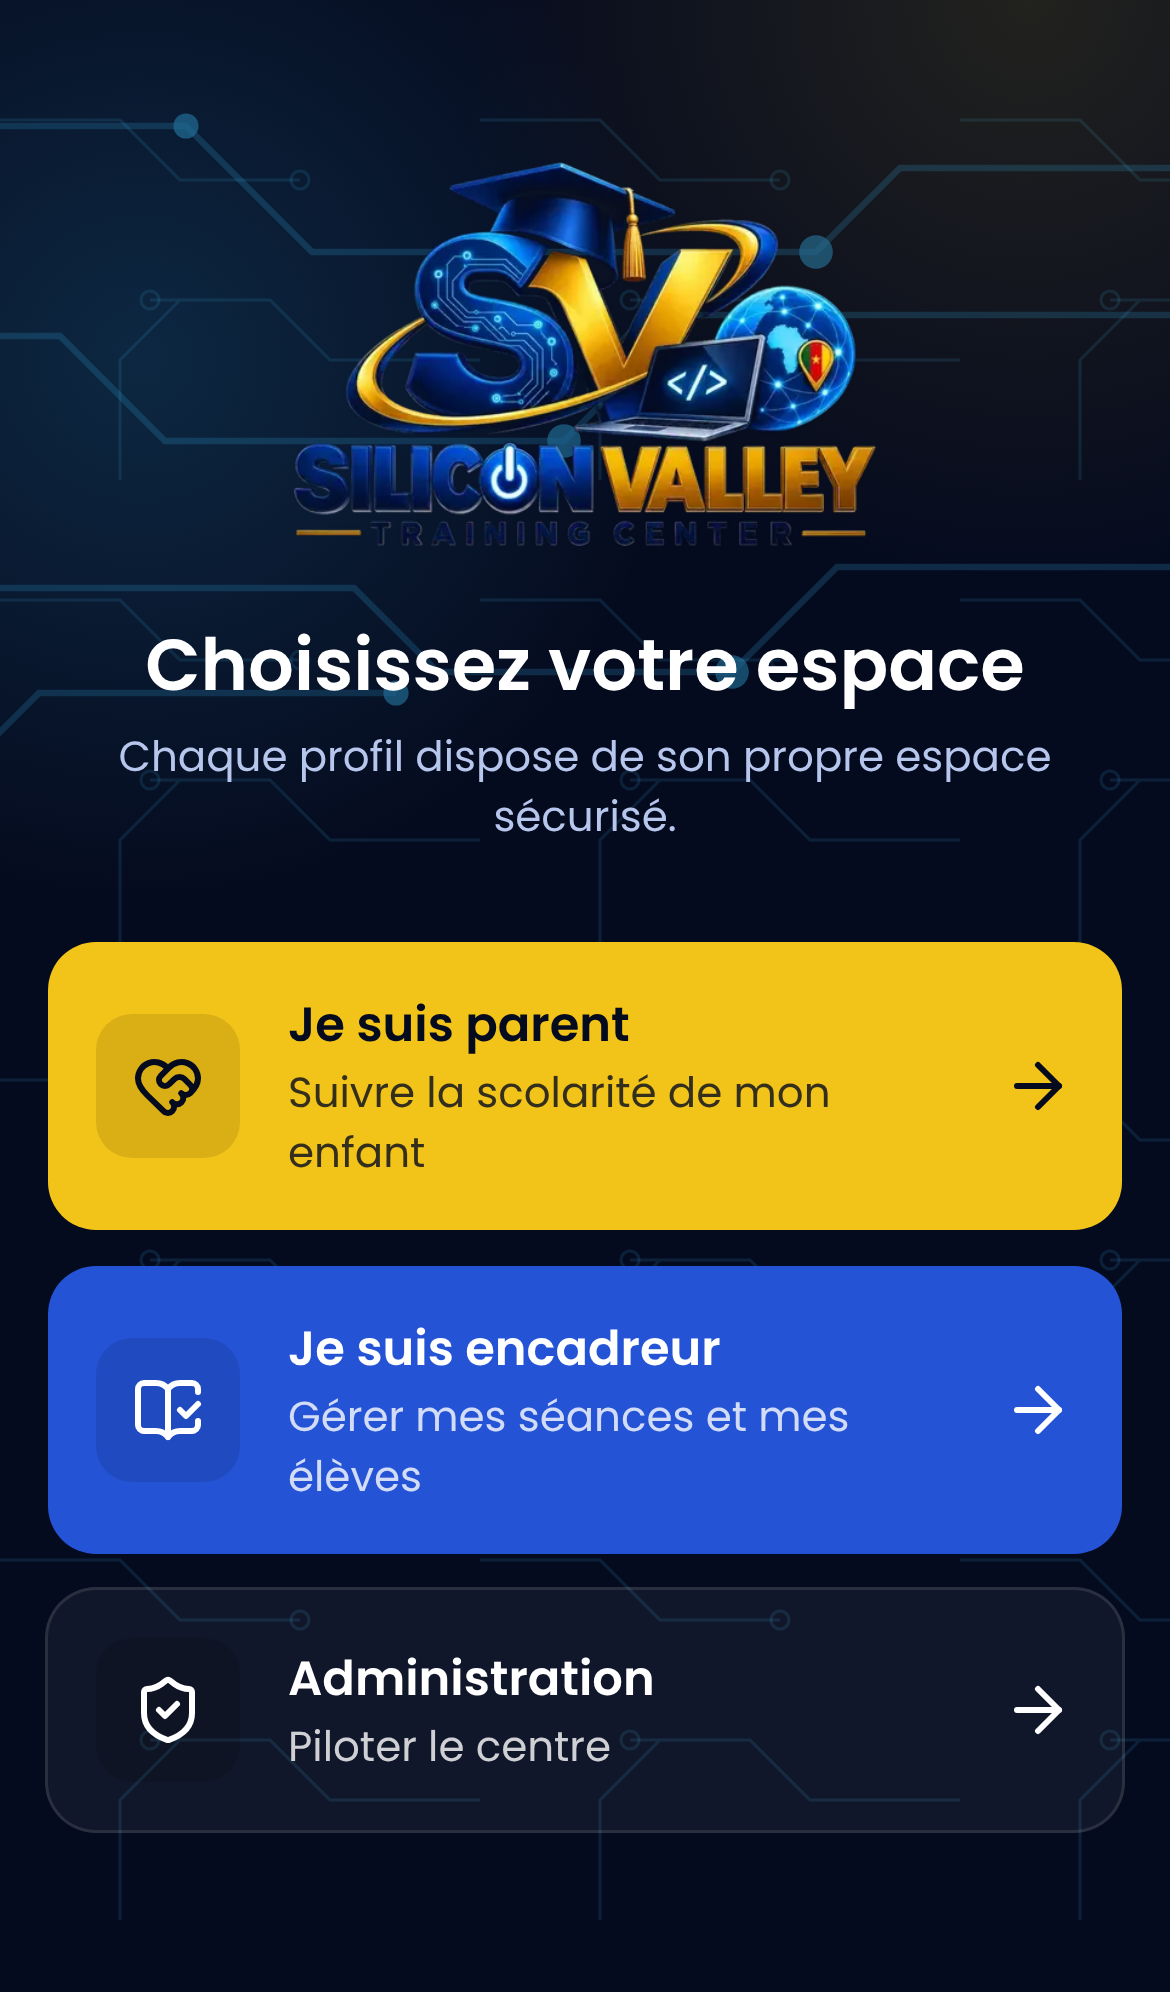 SV
</>
SILICON VALLEY
TRAINING CENTER
Choisissez votre espace
Chaque profil dispose de son propre espace
sécurisé.
Je suis parent
Suivre la scolarité de mon
enfant
Je suis encadreur
Gérer mes séances et mes
élèves
Administration
Piloter le centre